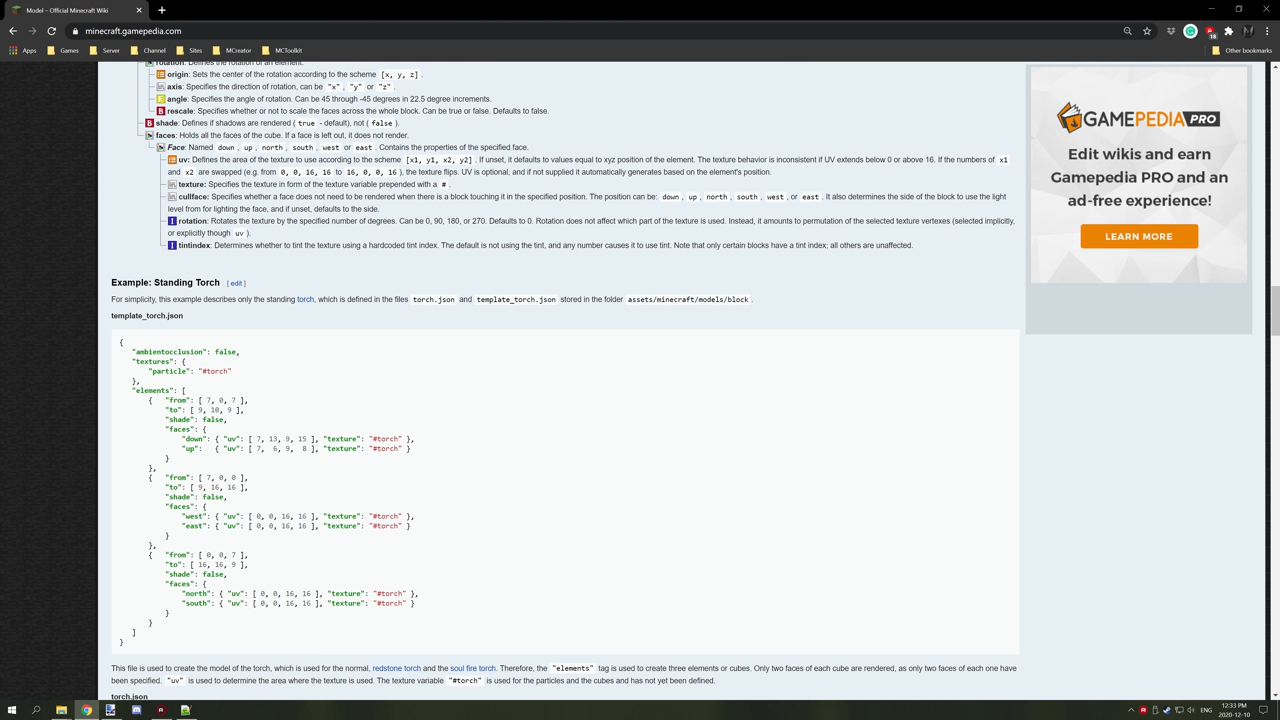 Model – Official Minecraft Wiki
minecraft.gamepedia.com
18
Apps Games Server Channel Sites MCreator MCToolkit Other bookmarks
rotation: Defines the rotation of an element.
origin: Sets the center of the rotation according to the scheme [x, y, z] .
axis: Specifies the direction of rotation, can be "x", "y" or "z".
angle: Specifies the angle of rotation. Can be 45 through -45 degrees in 22.5 degree increments.
rescale: Specifies whether or not to scale the faces across the whole block. Can be true or false. Defaults to false.
shade: Defines if shadows are rendered ( true - default), not ( false ).
faces: Holds all the faces of the cube. If a face is left out, it does not render.
Face: Named down , up , north , south , west or east . Contains the properties of the specified face.
uv: Defines the area of the texture to use according to the scheme [x1, y1, x2, y2] . If unset, it defaults to values equal to xyz position of the element. The texture behavior is inconsistent if UV extends below 0 or above 16. If the numbers of x1
and x2 are swapped (e.g. from 0, 0, 16, 16 to 16, 0, 0, 16 ), the texture flips. UV is optional, and if not supplied it automatically generates based on the element's position.
texture: Specifies the texture in form of the texture variable prepended with a # .
cullface: Specifies whether a face does not need to be rendered when there is a block touching it in the specified position. The position can be: down , up , north , south , west , or east . It also determines the side of the block to use the light
level from for lighting the face, and if unset, defaults to the side.
rotation: Rotates the texture by the specified number of degrees. Can be 0, 90, 180, or 270. Defaults to 0. Rotation does not affect which part of the texture is used. Instead, it amounts to permutation of the selected texture vertexes (selected implicitly,
or explicitly though uv ).
tintindex: Determines whether to tint the texture using a hardcoded tint index. The default is not using the tint, and any number causes it to use tint. Note that only certain blocks have a tint index; all others are unaffected.
GAMEPEDIA PRO
Edit wikis and earn
Gamepedia PRO and an
ad-free experience!
LEARN MORE
Example: Standing Torch [ edit ]
For simplicity, this example describes only the standing torch, which is defined in the files torch.json and template_torch.json stored in the folder assets/minecraft/models/block .
template_torch.json
{
"ambientocclusion": false,
"textures": {
"particle": "#torch"
},
"elements": [
{ "from": [ 7, 0, 7 ],
"to": [ 9, 10, 9 ],
"shade": false,
"faces": {
"down": { "uv": [ 7, 13, 9, 15 ], "texture": "#torch" },
"up": { "uv": [ 7, 6, 9, 8 ], "texture": "#torch" }
}
},
{ "from": [ 7, 0, 0 ],
"to": [ 9, 16, 16 ],
"shade": false,
"faces": {
"west": { "uv": [ 0, 0, 16, 16 ], "texture": "#torch" },
"east": { "uv": [ 0, 0, 16, 16 ], "texture": "#torch" }
}
},
{ "from": [ 0, 0, 7 ],
"to": [ 16, 16, 9 ],
"shade": false,
"faces": {
"north": { "uv": [ 0, 0, 16, 16 ], "texture": "#torch" },
"south": { "uv": [ 0, 0, 16, 16 ], "texture": "#torch" }
}
}
]
}
This file is used to create the model of the torch, which is used for the normal, redstone torch and the soul fire torch. Therefore, the "elements" tag is used to create three elements or cubes. Only two faces of each cube are rendered, as only two faces of each one have
been specified. "uv" is used to determine the area where the texture is used. The texture variable "#torch" is used for the particles and the cubes and has not yet been defined.
torch.json
ENG
12:33 PM
2020-12-10